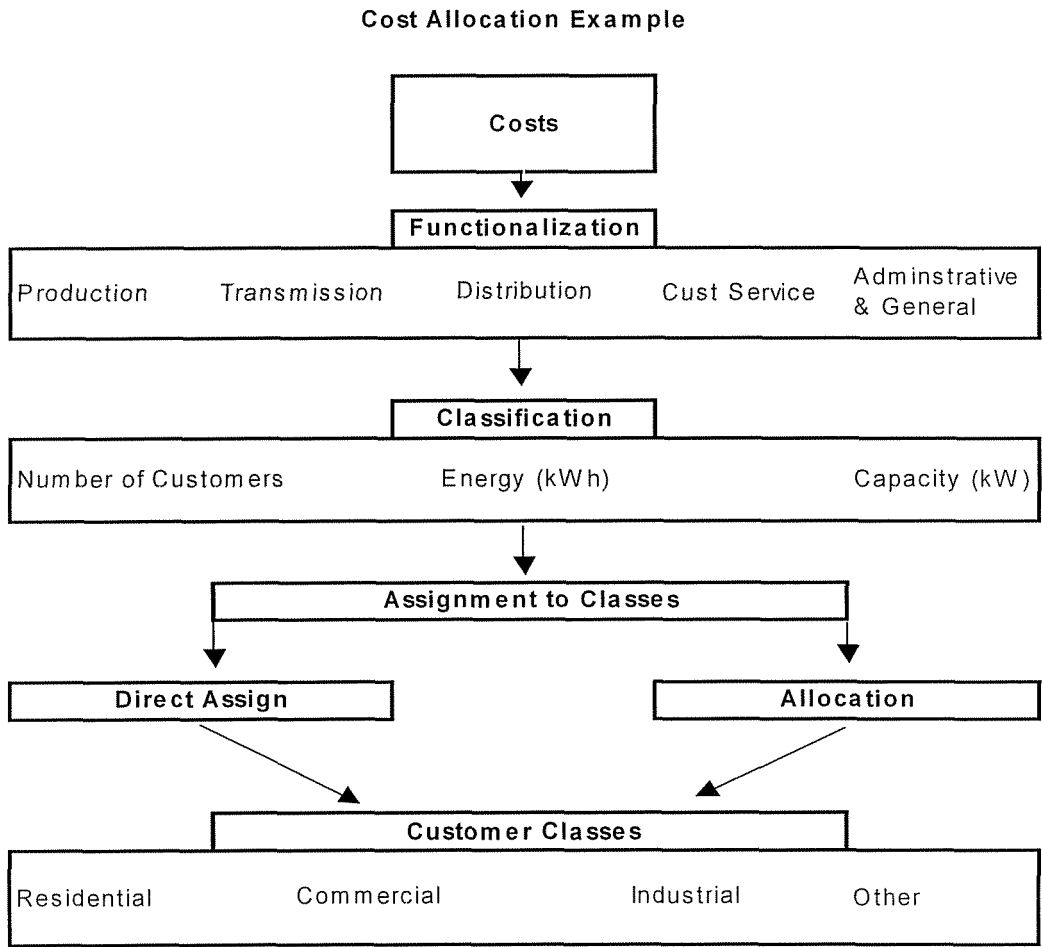 Cost Allocation Example
Costs
Functionalization
Production Transmission Distribution Cust Service Adminstrative
& General
Classification
Number of Customers Energy (kWh) Capacity (kW)
Assignment to Classes
Direct Assign Allocation
Customer Classes
Residential Commercial Industrial Other